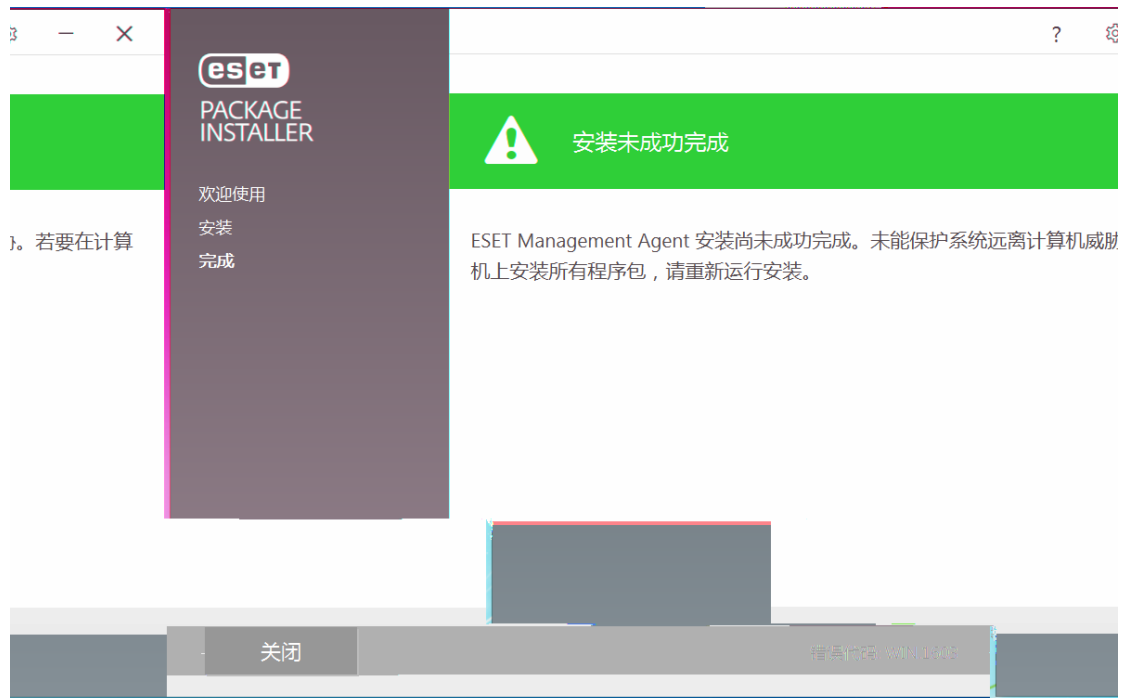 eset
PACKAGE
INSTALLER
欢迎使用
安装
完成
?
安装未成功完成
ESET Management Agent 安装尚未成功完成。未能保护系统远离计算机威胁
。若要在计算
机上安装所有程序包，请重新运行安装。
关闭